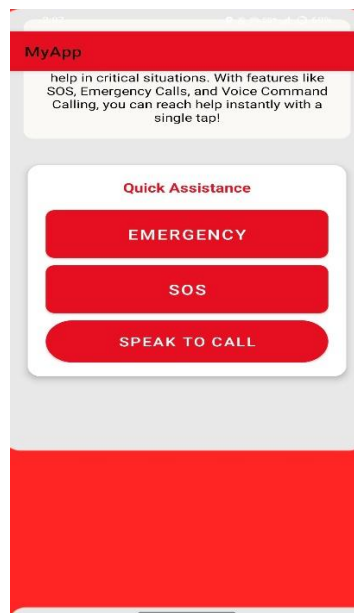 MyApp
help in critical situations. With features like
SOS, Emergency Calls, and Voice Command
Calling, you can reach help instantly with a
single tap!
Quick Assistance
EMERGENCY
SOS
SPEAK TO CALL